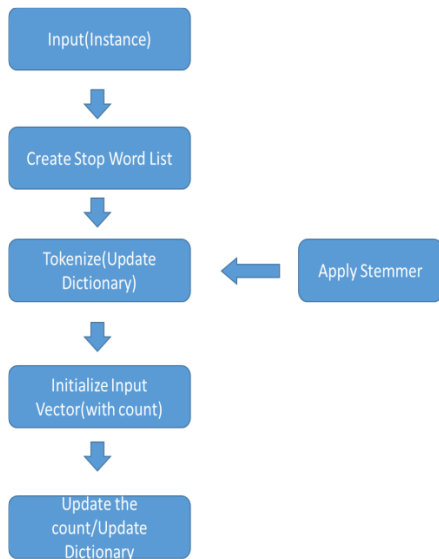 Input(Instance)
Create Stop Word List
Tokenize(Update
Dictionary)
Apply Stemmer
Initialize Input
Vector(with count)
Update the
count/Update
Dictionary